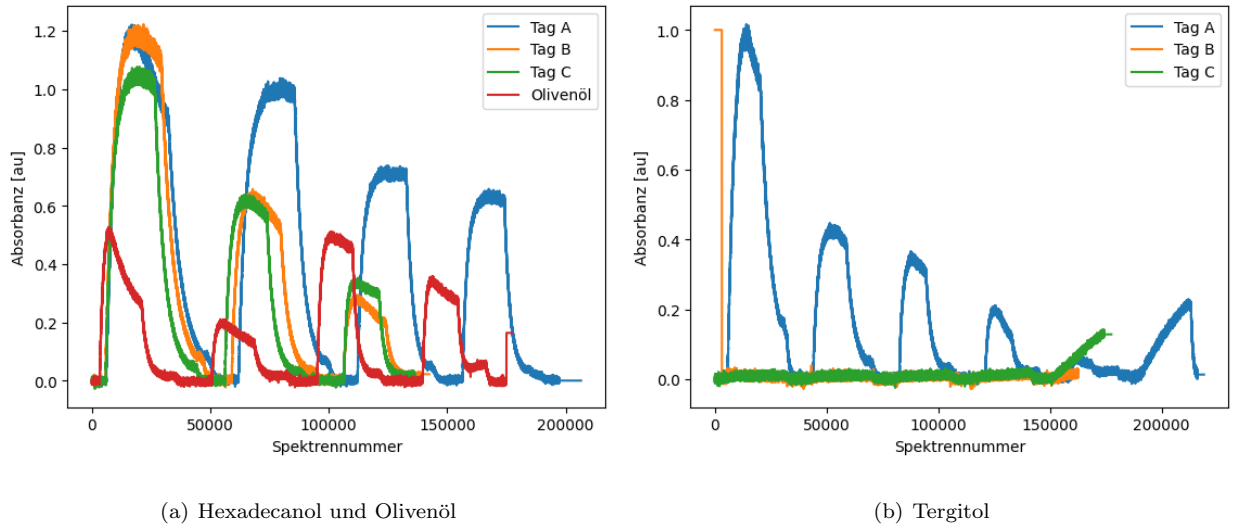 Absorbanz [au]
1.2
1.0
0.8
0.6
0.4
0.2
0.0
Tag A
Tag B
Tag C
Olivenöl
0
50000
100000
150000
200000
Spektrennummer
(a) Hexadecanol und Olivenöl
Absorbanz [au]
1.0
0.8
0.6
0.4
0.2
0.0
Tag A
Tag B
Tag C
0
50000
100000
150000
200000
Spektrennummer
(b) Tergitol